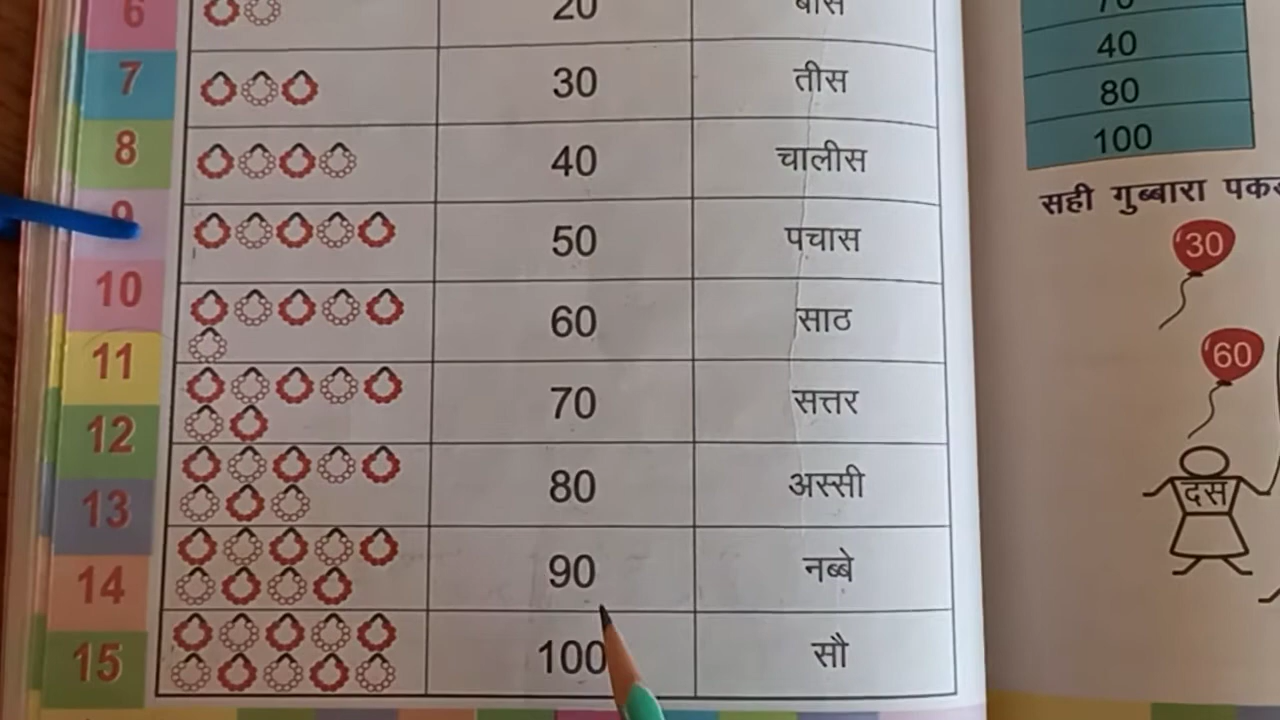 6 20 बीस
7 30 तीस
8 40 चालीस
9 50 पचास
10 60 साठ
11 70 सत्तर
12 80 अस्सी
13 90 नब्बे
14
15 100 सौ
70
40
80
100
सही गुब्बारा
30
60
दस